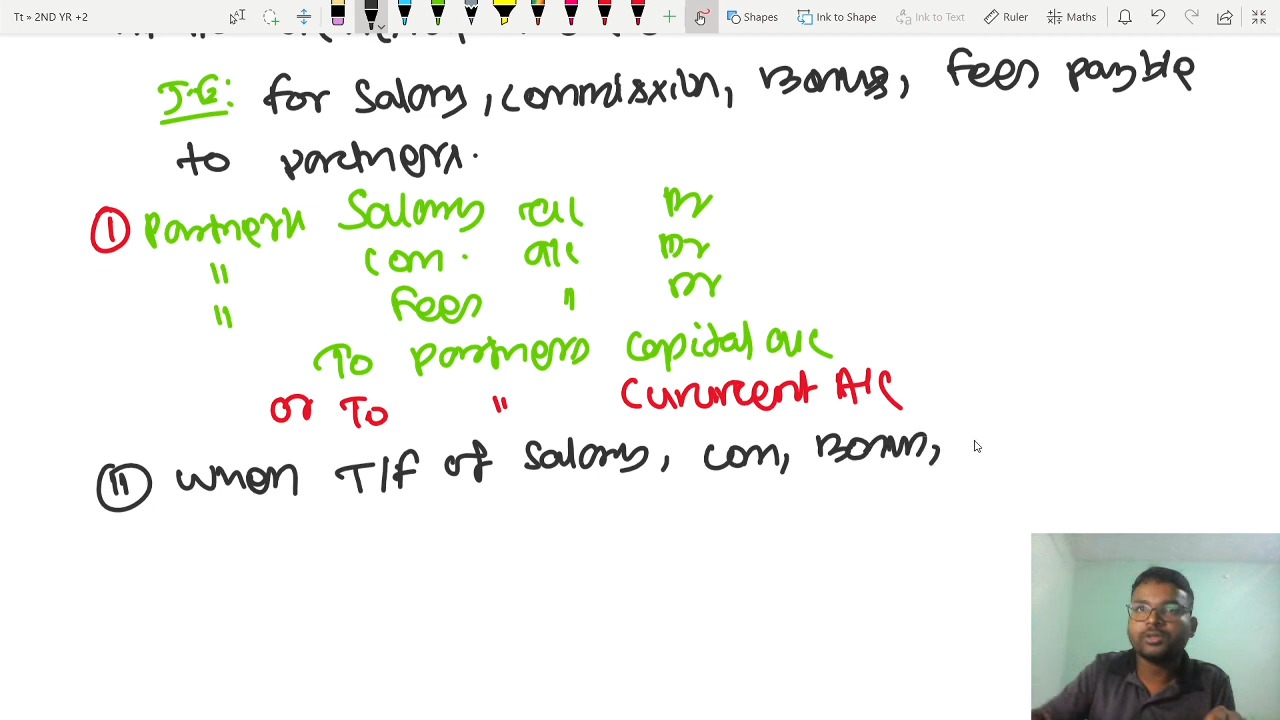 Tt » 2ND YR +2
Shapes
Ink to Shape
Ink to Text
Ruler
Maths
J.E: for Salary, commission, Bonus, Fees payble
to partners.
① Partners Salary a/c Dr
" com. a/c Dr
" Fees " Dr
To partners capital a/c
or To " Current A/c
② when T/f of Salary, com, Bonus,